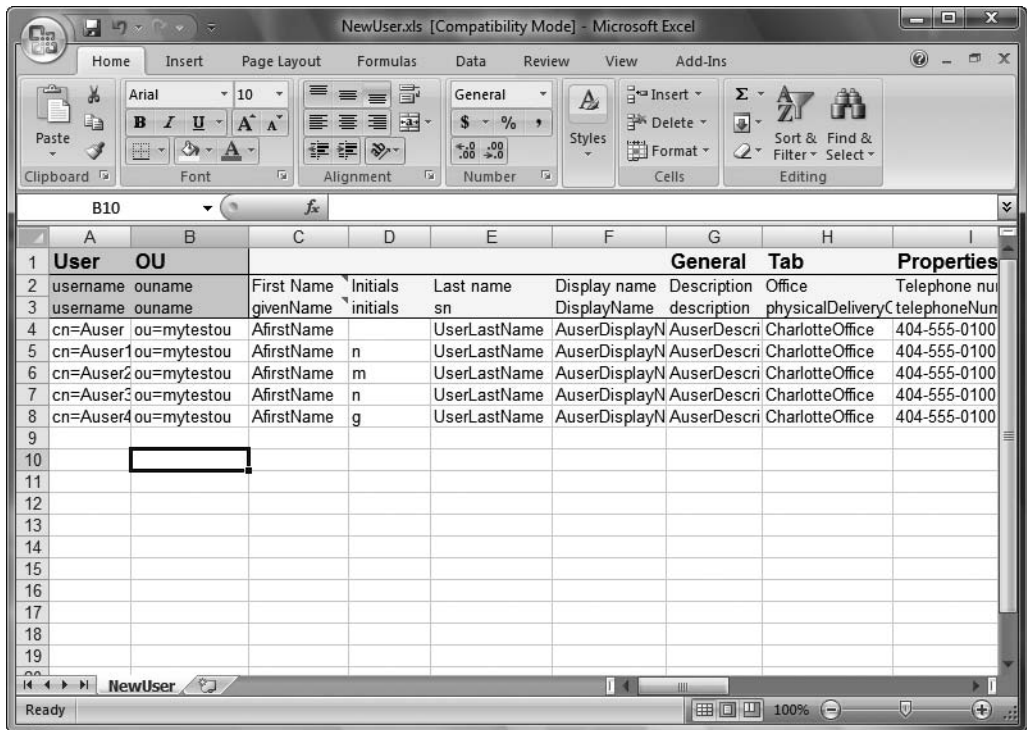 NewUser.xls [Compatibility Mode] - Microsoft Excel
Home Insert Page Layout Formulas Data Review View Add-Ins
Arial 10 General Insert Σ
Paste B I U A A $ % , Styles Delete Sort & Find &
A .00 .00 Format Filter Select
Clipboard Font Alignment Number Cells Editing
B10 fx
A B C D E F G H I
1 User OU General Tab Properties
2 username ouname First Name Initials Last name Display name Description Office Telephone nu
3 username ouname givenName initials sn DisplayName description physicalDeliveryC telephoneNum
4 cn=Auser ou=mytestou AfirstName UserLastName AuserDisplayN AuserDescri CharlotteOffice 404-555-0100
5 cn=Auser1 ou=mytestou AfirstName n UserLastName AuserDisplayN AuserDescri CharlotteOffice 404-555-0100
6 cn=Auser2 ou=mytestou AfirstName m UserLastName AuserDisplayN AuserDescri CharlotteOffice 404-555-0100
7 cn=Auser3 ou=mytestou AfirstName n UserLastName AuserDisplayN AuserDescri CharlotteOffice 404-555-0100
8 cn=Auser4 ou=mytestou AfirstName g UserLastName AuserDisplayN AuserDescri CharlotteOffice 404-555-0100
9
10
11
12
13
14
15
16
17
18
19
NewUser
Ready 100%